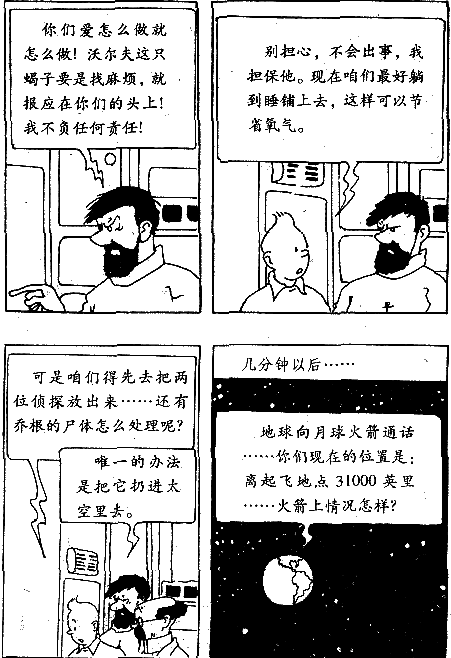 你们爱怎么做就
怎么做！沃尔夫这只
蝎子要是找麻烦，就
报应在你们的头上！
我不负任何责任！
别担心，不会出事，我
担保他。现在咱们最好躺
到睡铺上去，这样可以节
省氧气。
可是咱们得先去把两
位侦探放出来……还有
乔根的尸体怎么处理呢？
唯一的办法
是把它扔进太
空里去。
几分钟以后……
地球向月球火箭通话
……你们现在的位置是：
离起飞地点 31000 英里
……火箭上情况怎样？